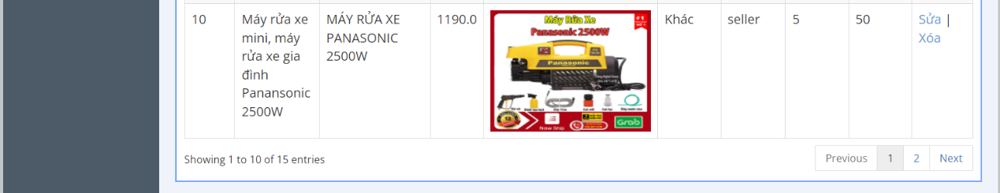 10
Máy rửa xe
mini, máy
rửa xe gia
đình
Panansonic
2500W
MÁY RỬA XE
PANASONIC
2500W
1190.0
Máy Rửa Xe
Panasonic 2500W
#1
Panasonic
Now Ship
12
Grab
Khác
seller
5
50
Sửa |
Xóa
Showing 1 to 10 of 15 entries
Previous 1 2 Next